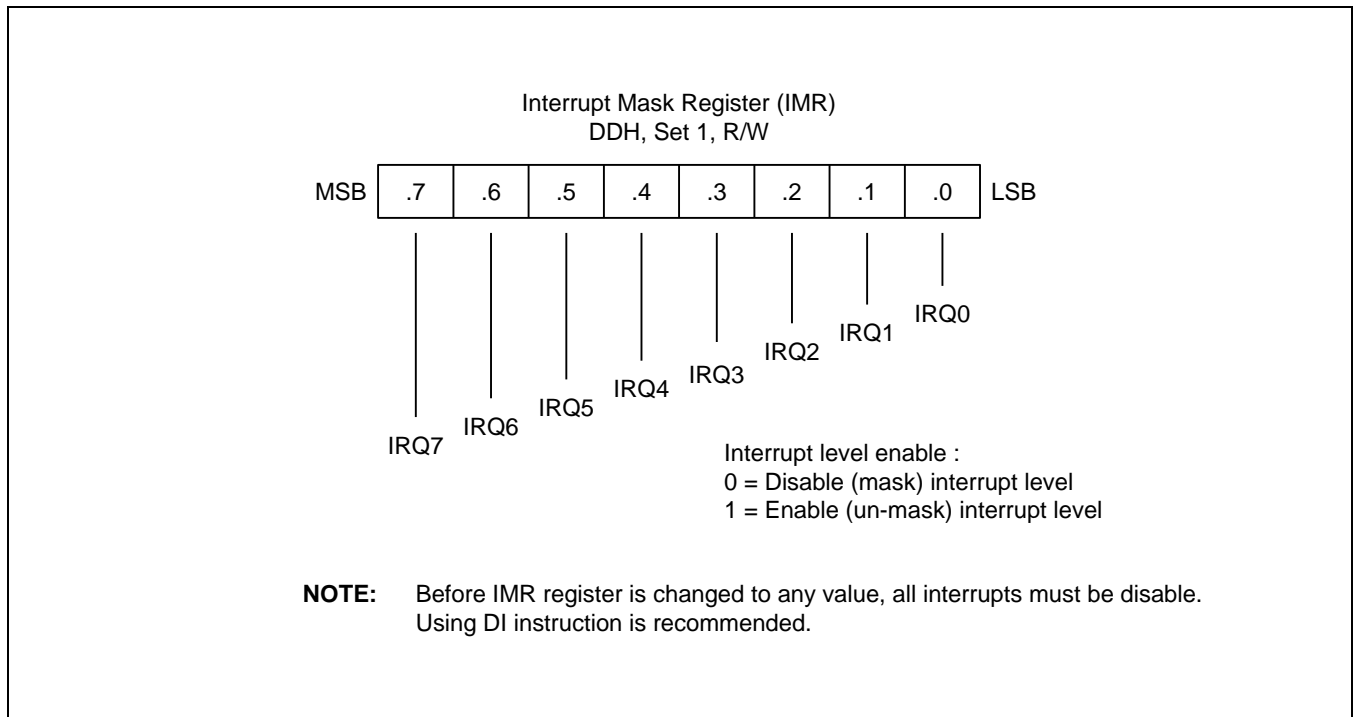 Interrupt Mask Register (IMR)
DDH, Set 1, R/W
MSB .7 .6 .5 .4 .3 .2 .1 .0 LSB
IRQ7 IRQ6 IRQ5 IRQ4 IRQ3 IRQ2 IRQ1 IRQ0
Interrupt level enable :
0 = Disable (mask) interrupt level
1 = Enable (un-mask) interrupt level
NOTE: Before IMR register is changed to any value, all interrupts must be disable.
Using DI instruction is recommended.